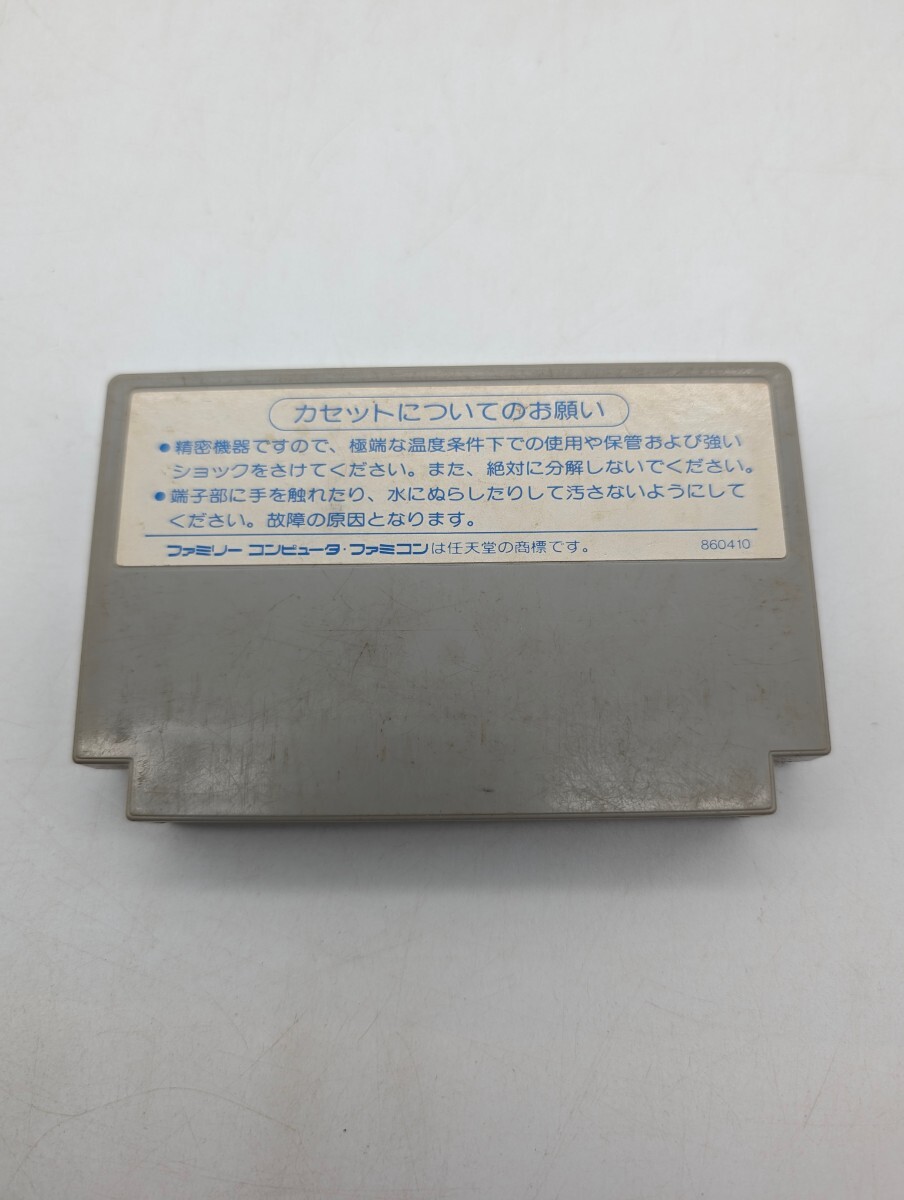 カセットについてのお願い
●精密機器ですので、極端な温度条件下での使用や保管および強い
ショックをさけてください。また、絶対に分解しないでください。
●端子部に手を触れたり、水にぬらしたりして汚さないようにして
ください。故障の原因となります。
ファミリー コンピュータ・ファミコンは任天堂の商標です。 860410